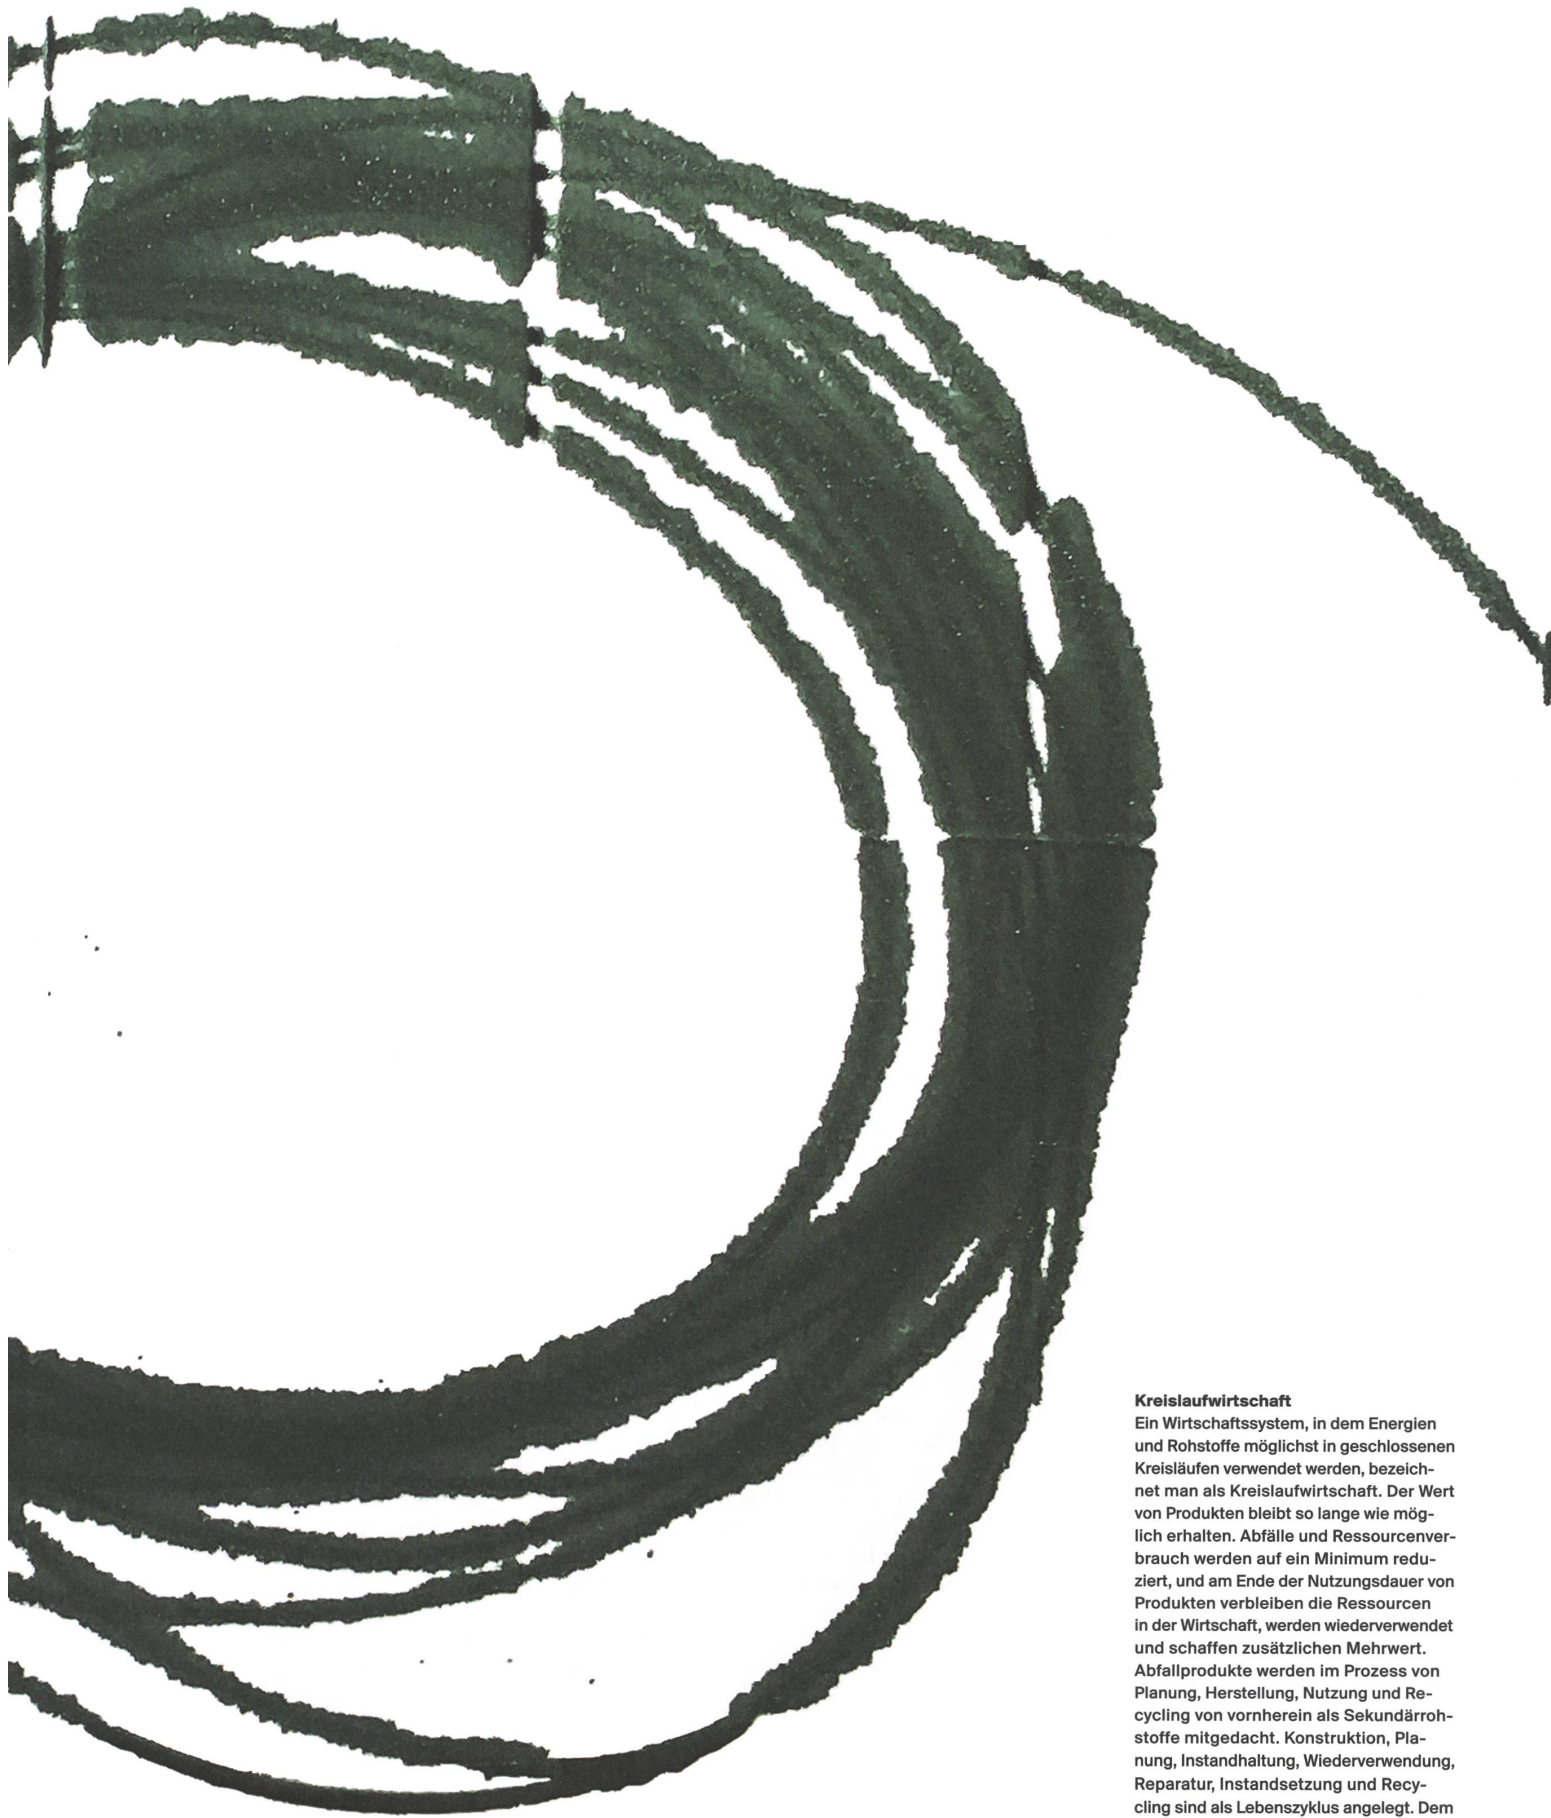 Kreislaufwirtschaft
Ein Wirtschaftssystem, in dem Energien
und Rohstoffe möglichst in geschlossenen
Kreisläufen verwendet werden, bezeich-
net man als Kreislaufwirtschaft. Der Wert
von Produkten bleibt so lange wie mög-
lich erhalten. Abfälle und Ressourcenver-
brauch werden auf ein Minimum redu-
ziert, und am Ende der Nutzungsdauer von
Produkten verbleiben die Ressourcen
in der Wirtschaft, werden wiederverwendet
und schaffen zusätzlichen Mehrwert.
Abfallprodukte werden im Prozess von
Planung, Herstellung, Nutzung und Re-
cycling von vornherein als Sekundärroh-
stoffe mitgedacht. Konstruktion, Pla-
nung, Instandhaltung, Wiederverwendung,
Reparatur, Instandsetzung und Recy-
cling sind als Lebenszyklus angelegt. Dem